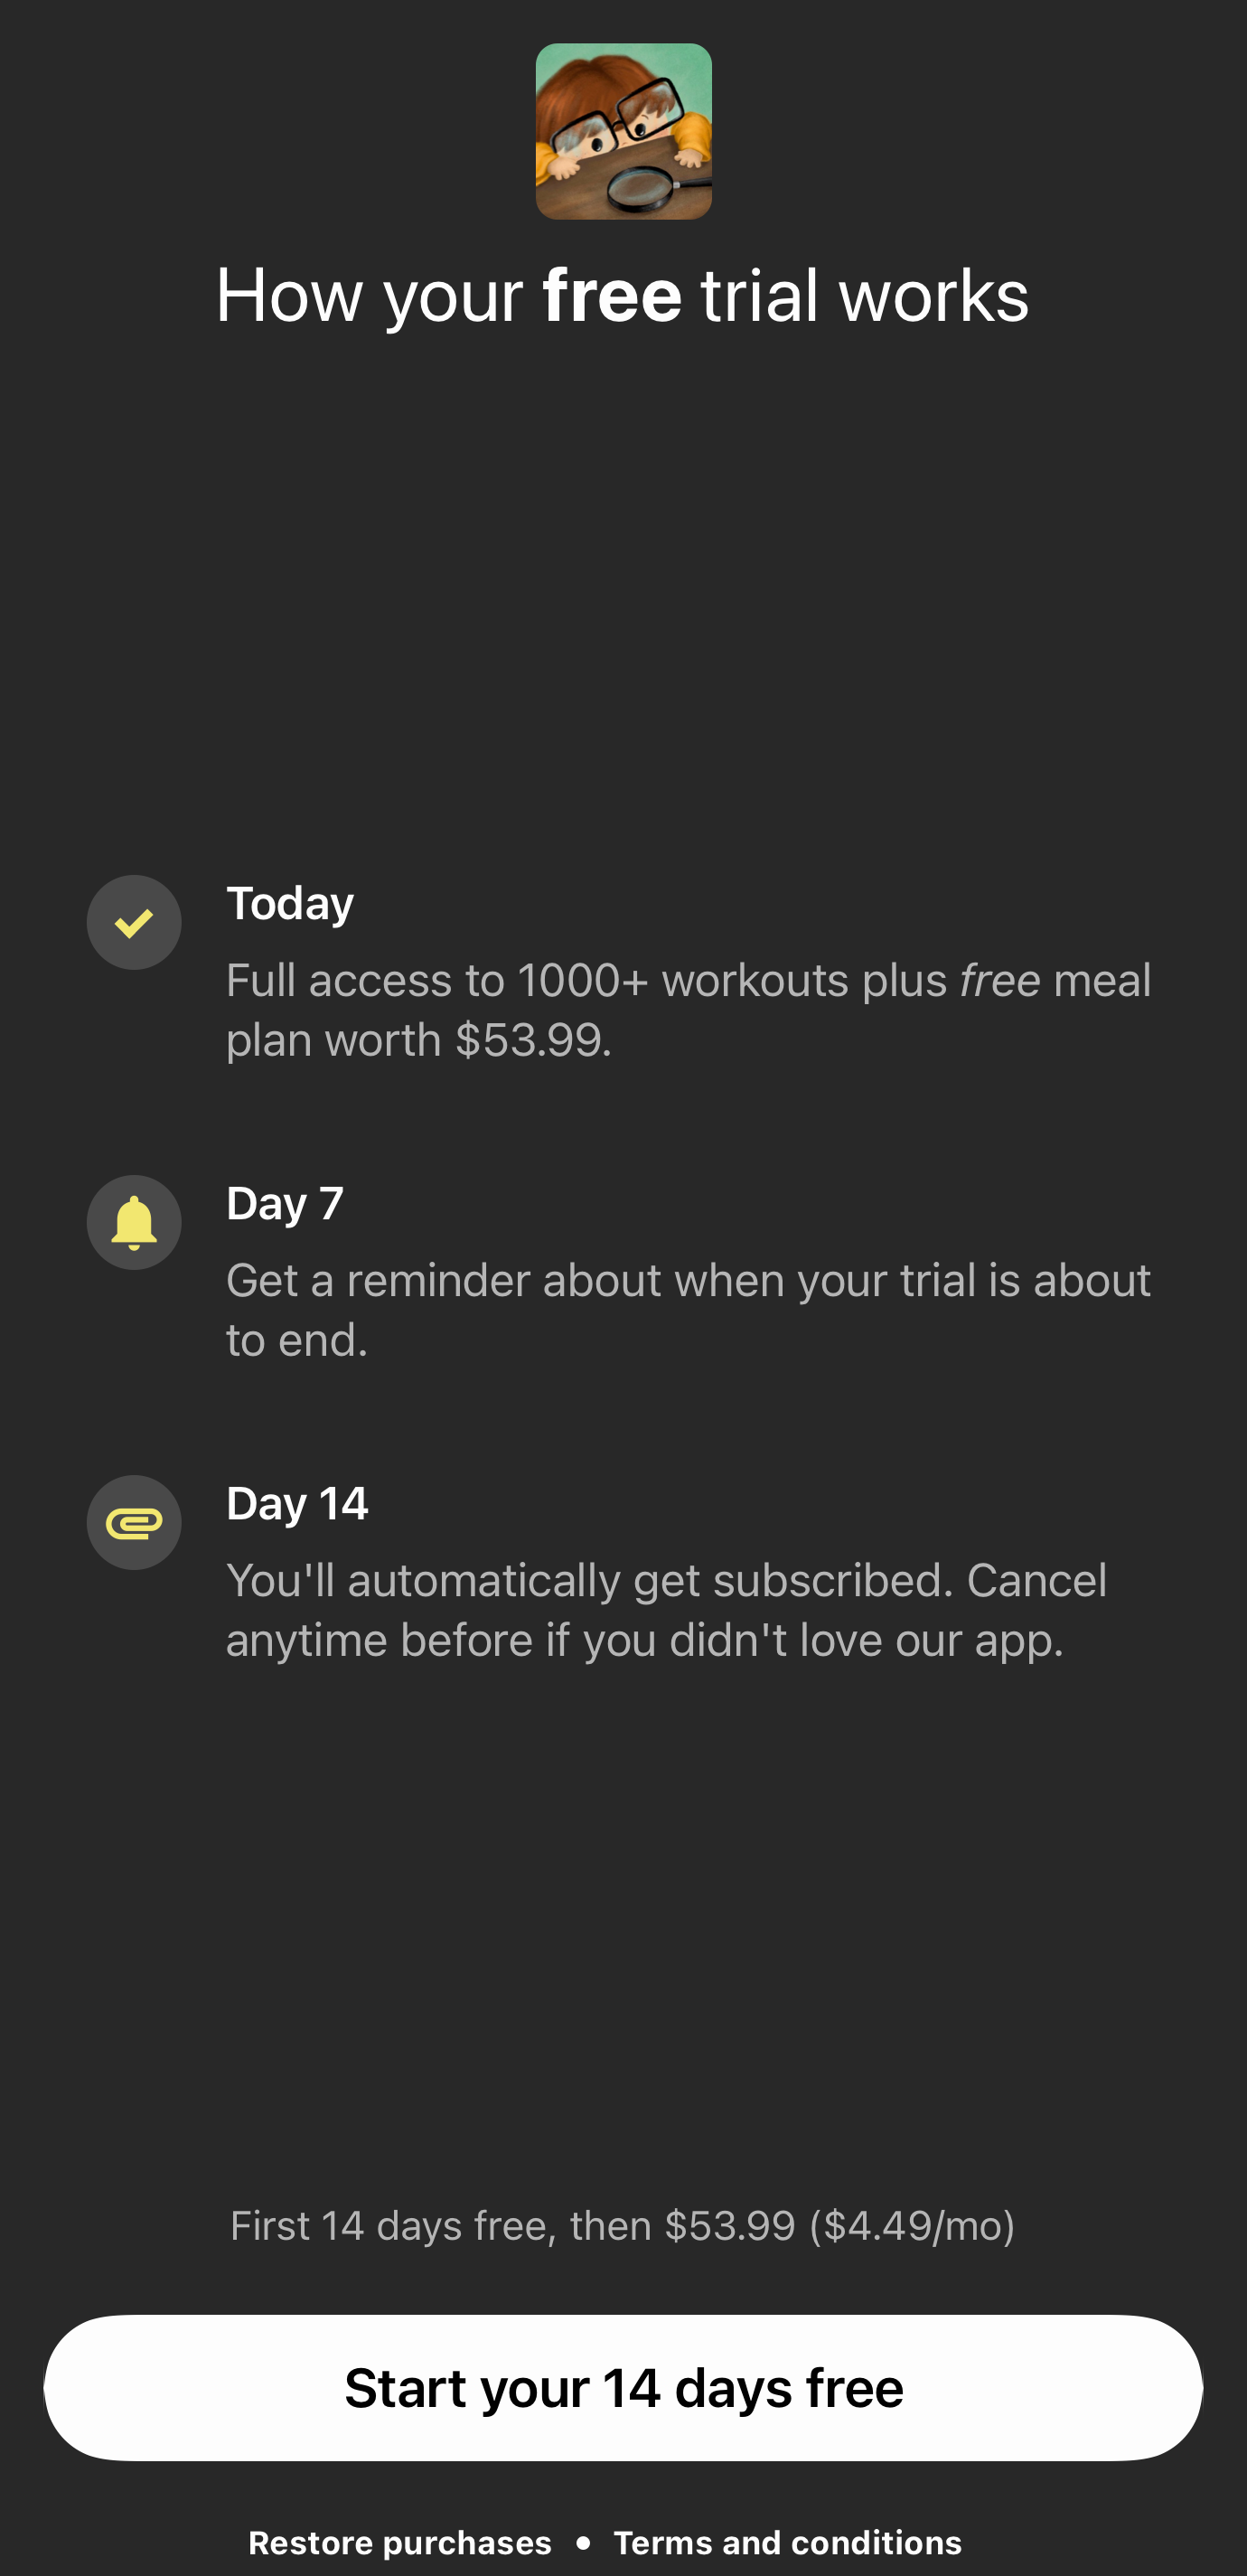 How your free trial works
Today
Full access to 1000+ workouts plus free meal
plan worth $53.99.
Day 7
Get a reminder about when your trial is about
to end.
Day 14
You'll automatically get subscribed. Cancel
anytime before if you didn't love our app.
First 14 days free, then $53.99 ($4.49/mo)
Start your 14 days free
Restore purchases • Terms and conditions